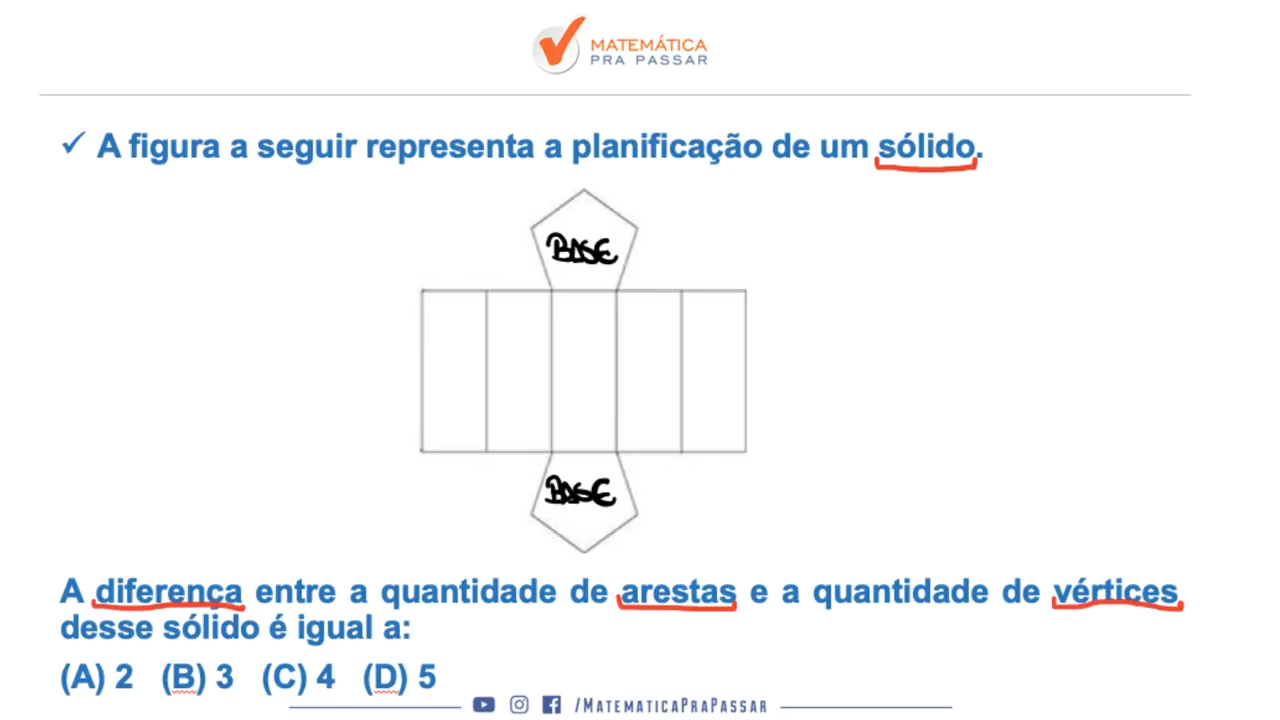 MATEMÁTICA
PRA PASSAR
✓ A figura a seguir representa a planificação de um sólido.
BASE
BASE
A diferença entre a quantidade de arestas e a quantidade de vértices
desse sólido é igual a:
(A) 2 (B) 3 (C) 4 (D) 5
/MATEMATICAPRAPASSAR